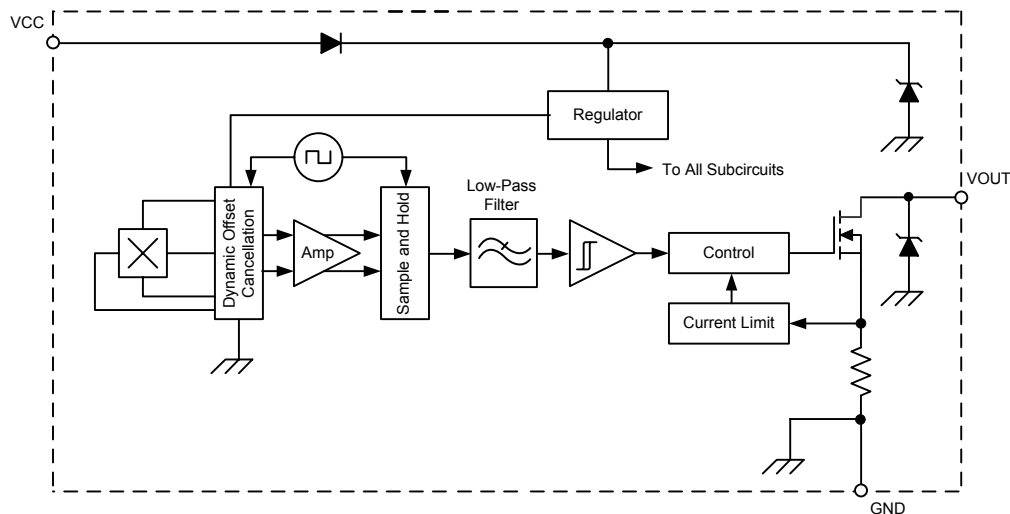 VCC
Regulator
To All Subcircuits
VOUT
Low-Pass
Filter
Dynamic Offset
Cancellation
Amp
Sample and Hold
Control
Current Limit
GND